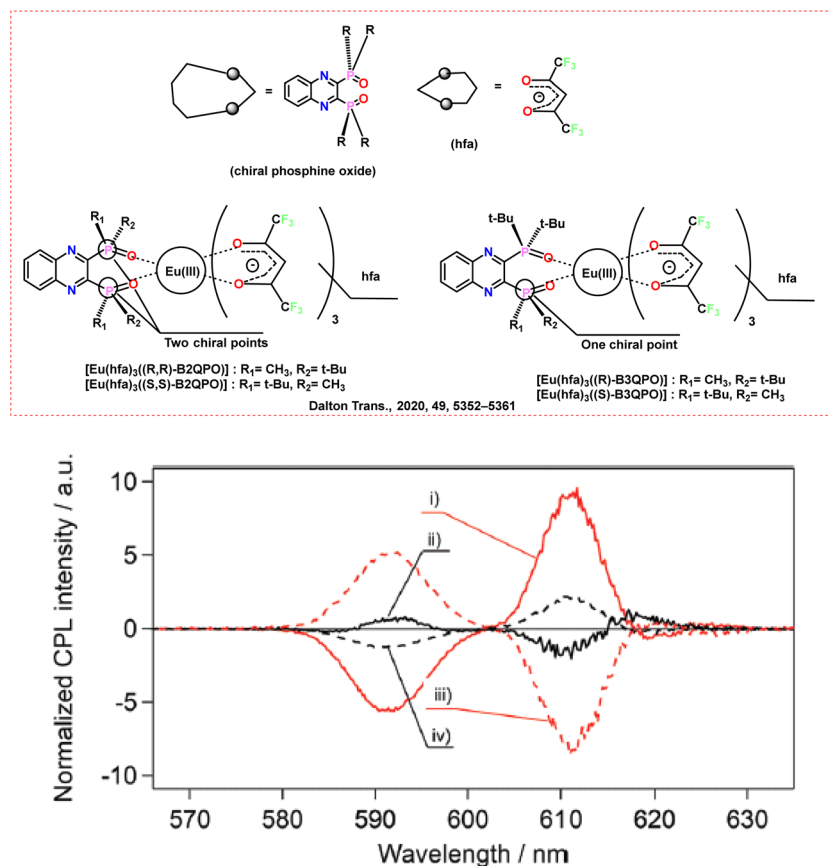 R R
N P O
= =
N P O
R R
O CF₃
⊖
O CF₃
(hfa)
(chiral phosphine oxide)
R₁ R₂
N P O
N P O
R₁ R₂
Eu(III)
O CF₃
⊖
O CF₃
3
hfa
Two chiral points
t-Bu t-Bu
N P O
N P O
R₁ R₂
Eu(III)
O CF₃
⊖
O CF₃
3
hfa
One chiral point
[Eu(hfa)₃((R,R)-B2QPO)] : R₁= CH₃, R₂= t-Bu
[Eu(hfa)₃((S,S)-B2QPO)] : R₁= t-Bu, R₂= CH₃
[Eu(hfa)₃((R)-B3QPO)] : R₁= CH₃, R₂= t-Bu
[Eu(hfa)₃((S)-B3QPO)] : R₁= t-Bu, R₂= CH₃
Dalton Trans., 2020, 49, 5352–5361
Normalized CPL intensity / a.u.
10
5
0
-5
-10
i)
ii)
iii)
iv)
570 580 590 600 610 620 630
Wavelength / nm